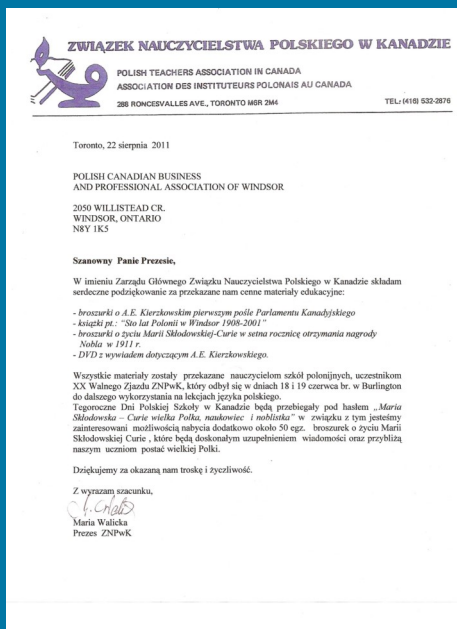 ZWIĄZEK NAUCZYCIELSTWA POLSKIEGO W KANADZIE
POLISH TEACHERS ASSOCIATION IN CANADA
ASSOCIATION DES INSTITUTEURS POLONAIS AU CANADA
288 RONCESVALLES AVE., TORONTO M6R 2M4 TEL: (416) 532-2876
Toronto, 22 sierpnia 2011
POLISH CANADIAN BUSINESS
AND PROFESSIONAL ASSOCIATION OF WINDSOR
2050 WILLISTEAD CR.
WINDSOR, ONTARIO
N8Y 1K5
Szanowny Panie Prezesie,
W imieniu Zarządu Głównego Związku Nauczycielstwa Polskiego w Kanadzie składam
serdeczne podziękowanie za przekazane nam cenne materiały edukacyjne:
- broszurki o A.E. Kierzkowskim pierwszym pośle Parlamentu Kanadyjskiego
- książki pt.: "Sto lat Polonii w Windsor 1908-2001"
- broszurki o życiu Marii Skłodowskiej-Curie w setna rocznicę otrzymania nagrody
Nobla w 1911 r.
- DVD z wywiadem dotyczącym A.E. Kierzkowskiego.
Wszystkie materiały zostały przekazane nauczycielom szkół polonijnych, uczestnikom
XX Walnego Zjazdu ZNPwK, który odbył się w dniach 18 i 19 czerwca br. w Burlington
do dalszego wykorzystania na lekcjach języka polskiego.
Tegoroczne Dni Polskiej Szkoły w Kanadzie będą przebiegały pod hasłem „Maria
Skłodowska – Curie wielka Polka, naukowiec i noblistka" w związku z tym jesteśmy
zainteresowani możliwością nabycia dodatkowo około 50 egz. broszurek o życiu Marii
Skłodowskiej Curie , które będą doskonałym uzupełnieniem wiadomości oraz przybliżą
naszym uczniom postać wielkiej Polki.
Dziękujemy za okazaną nam troskę i życzliwość.
Z wyrazam szacunku,
Maria Walicka
Prezes ZNPwK